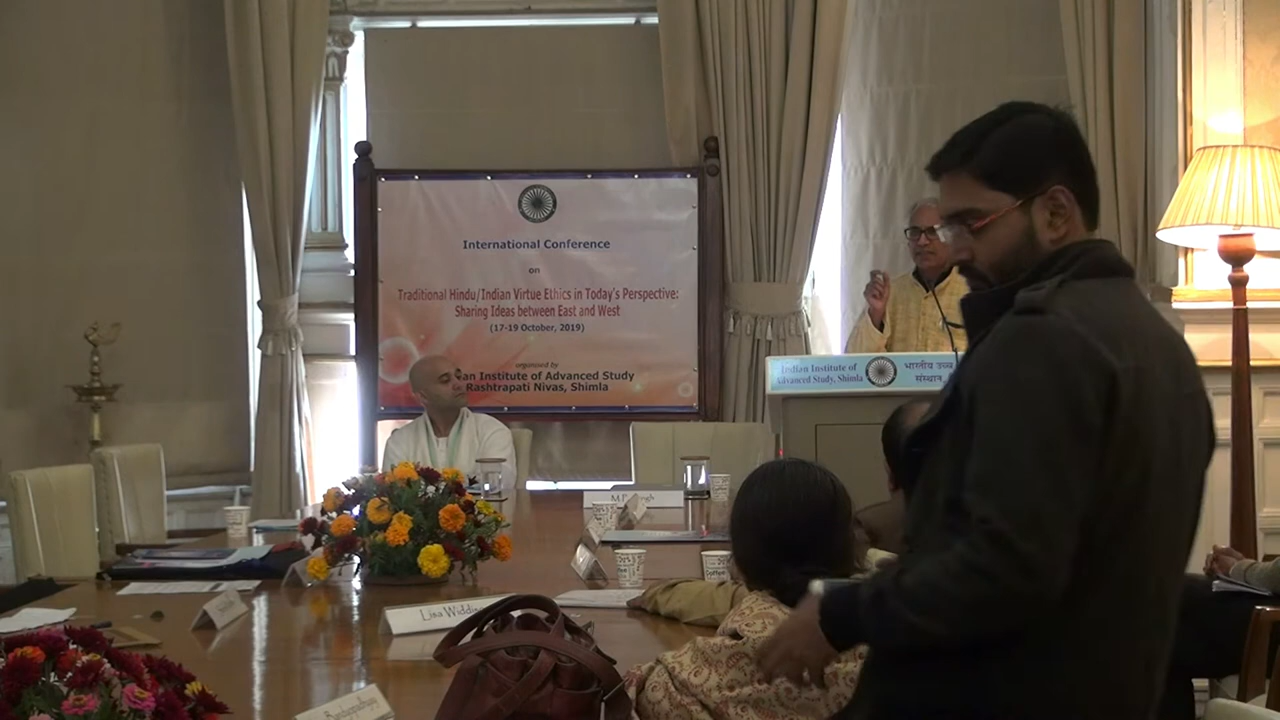 International Conference
on
Traditional Hindu/Indian Virtue Ethics in Today's Perspective:
Sharing Ideas between East and West
(17-19 October, 2019)
organised by
Institute of Advanced Study
Rashtrapati Nivas, Shimla
Indian Institute of
Advanced Study, Shimla
भारतीय उच्च
संस्थान
Lisa